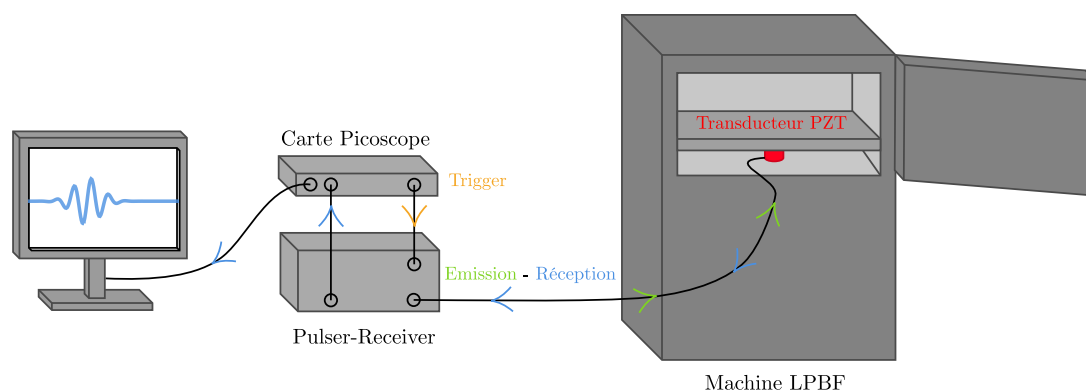 Carte Picoscope
Transducteur PZT
Trigger
Emission - Réception
Pulser-Receiver
Machine LPBF